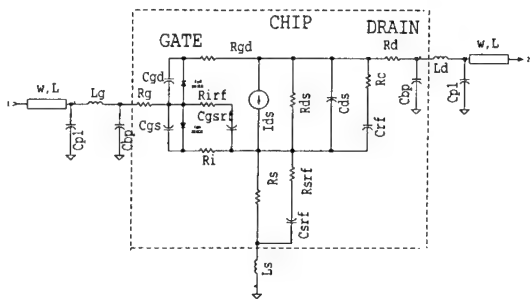 CHIP
GATE
DRAIN
Rgd
Rd
Ld
w,L
w,L
Lg
Cgd
Rg
Rirf
Rc
Cpl
Cbp
Cgs
Cgsrf
Ids
Rds
Cds
Cbp
Cpl
Crf
Ri
Rs
Rsrf
Csrf
Ls